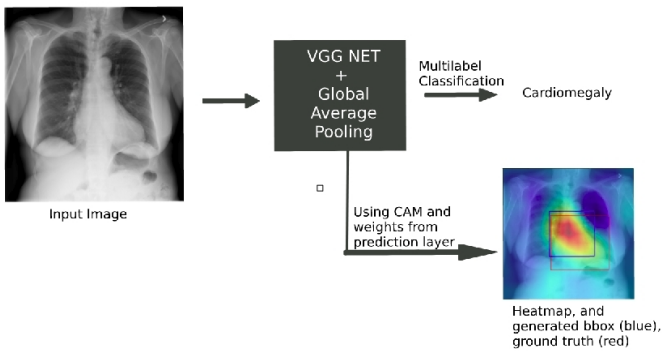 VGG NET
+
Global
Average
Pooling
Multilabel
Classification
Cardiomegaly
Input Image
Using CAM and
weights from
prediction layer
Heatmap, and
generated bbox (blue),
ground truth (red)